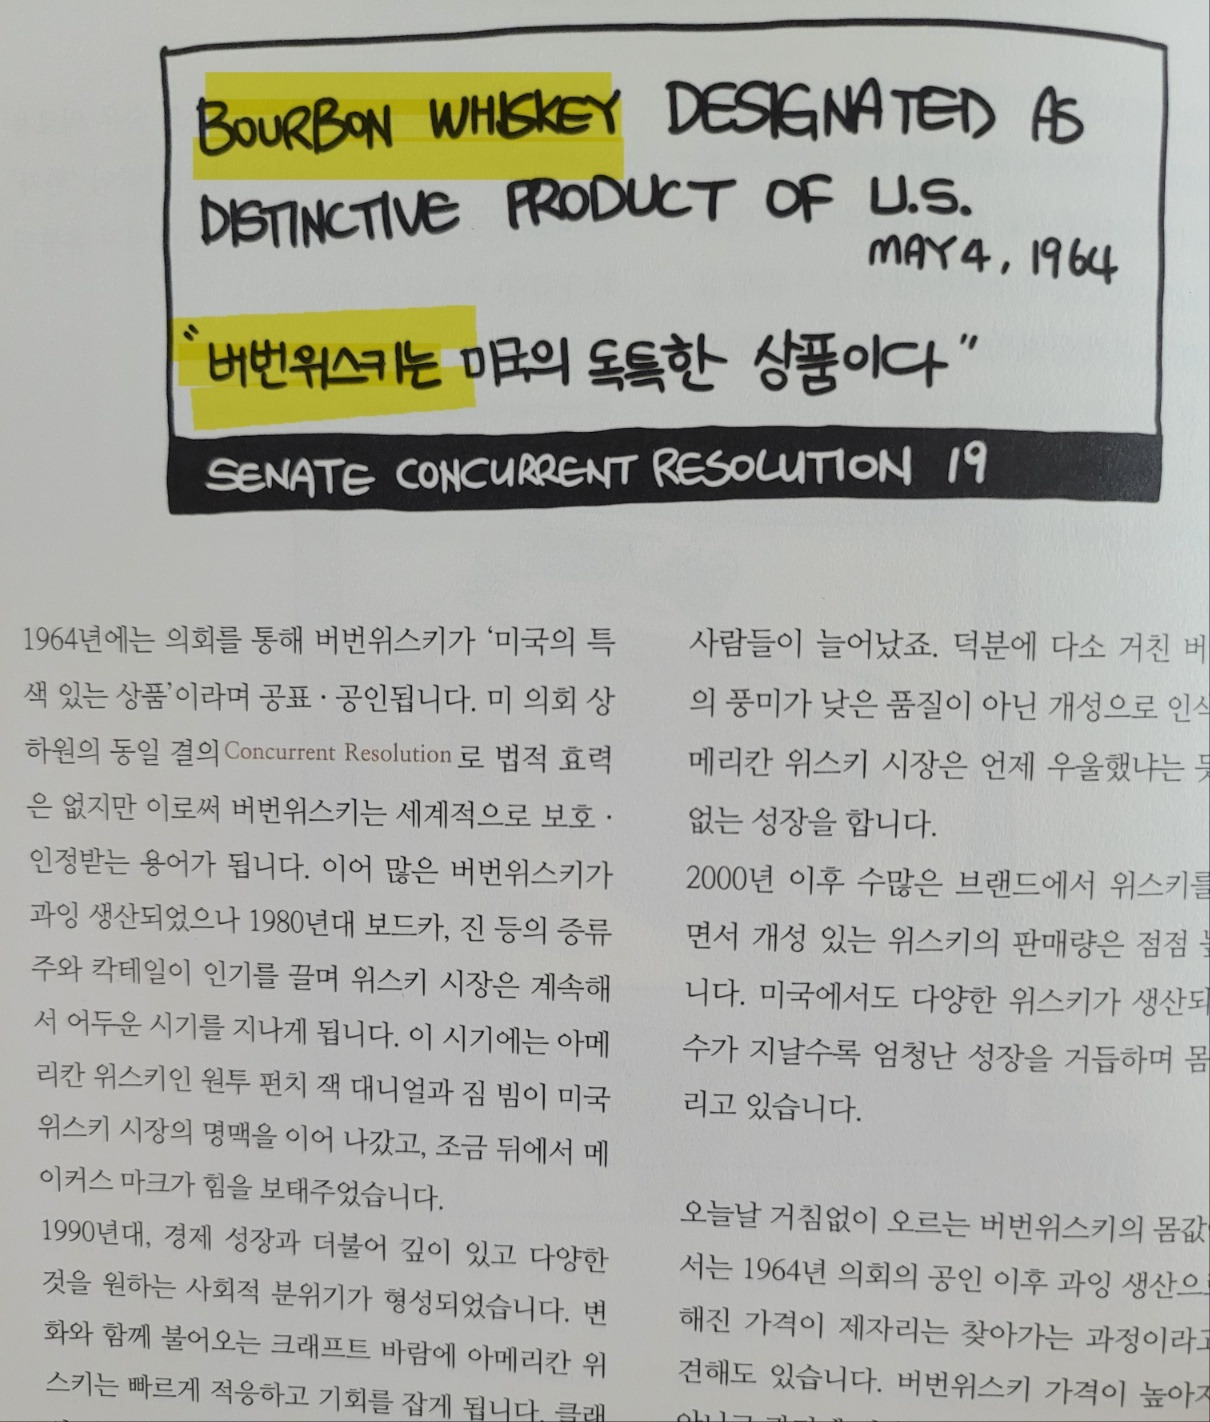 BOURBON WHISKEY DESIGNATED AS
DISTINCTIVE PRODUCT OF U.S.
MAY 4, 1964
"버번위스키는 미국의 독특한 상품이다"
SENATE CONCURRENT RESOLUTION 19
1964년에는 의회를 통해 버번위스키가 ‘미국의 특
색 있는 상품’이라며 공표 · 공인됩니다. 미 의회 상
하원의 동일 결의Concurrent Resolution로 법적 효력
은 없지만 이로써 버번위스키는 세계적으로 보호 ·
인정받는 용어가 됩니다. 이어 많은 버번위스키가
과잉 생산되었으나 1980년대 보드카, 진 등의 증류
주와 칵테일이 인기를 끌며 위스키 시장은 계속해
서 어두운 시기를 지나게 됩니다. 이 시기에는 아메
리칸 위스키인 원투 펀치 잭 대니얼과 짐 빔이 미국
위스키 시장의 명맥을 이어 나갔고, 조금 뒤에서 메
이커스 마크가 힘을 보태주었습니다.
1990년대, 경제 성장과 더불어 깊이 있고 다양한
것을 원하는 사회적 분위기가 형성되었습니다. 변
화와 함께 불어오는 크래프트 바람에 아메리칸 위
스키는 빠르게 적응하고 기회를 잡게 됩니다. 클래
사람들이 늘어났죠. 덕분에 다소 거친 버
의 풍미가 낮은 품질이 아닌 개성으로 인식
메리칸 위스키 시장은 언제 우울했냐는
없는 성장을 합니다.
2000년 이후 수많은 브랜드에서 위스키를
면서 개성 있는 위스키의 판매량은 점점
니다. 미국에서도 다양한 위스키가 생산되
수가 지날수록 엄청난 성장을 거듭하며 몸
리고 있습니다.
오늘날 거침없이 오르는 버번위스키의 몸값
서는 1964년 의회의 공인 이후 과잉 생산으
해진 가격이 제자리는 찾아가는 과정이라고
견해도 있습니다. 버번위스키 가격이 높아지